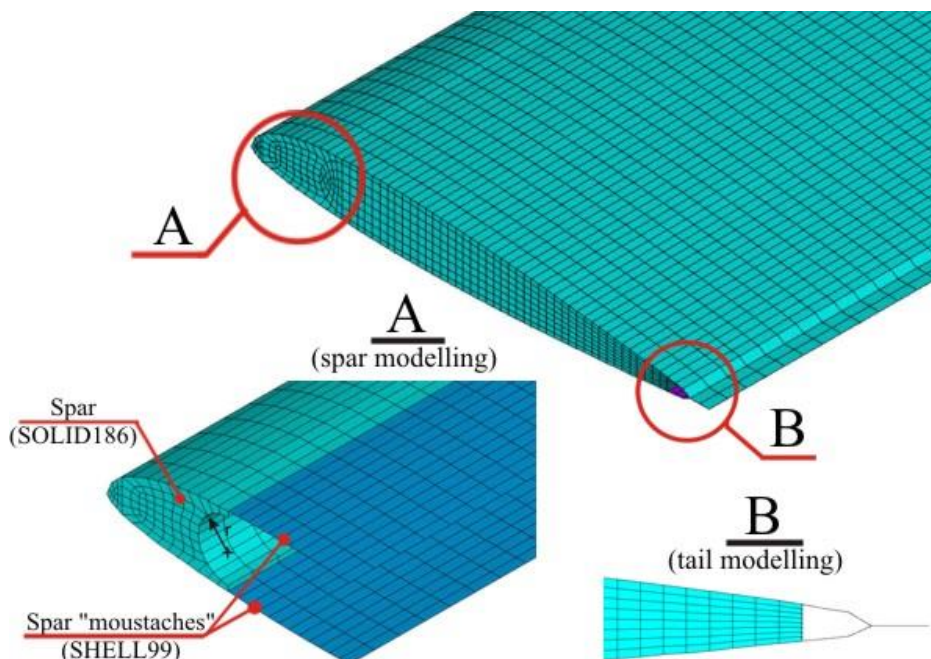 A
A
(spar modelling)
Spar
(SOLID186)
r
B
B
(tail modelling)
Spar "moustaches"
(SHELL99)